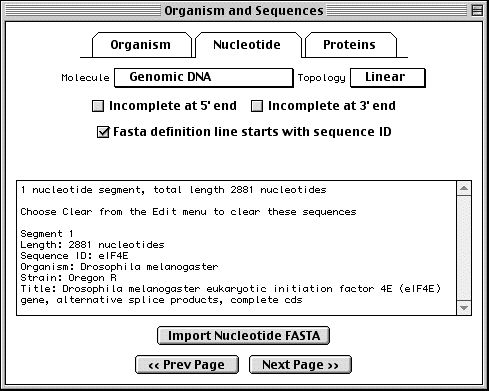 Organism and Sequences
Organism Nucleotide Proteins
Molecule Genomic DNA Topology Linear
Incomplete at 5' end Incomplete at 3' end
Fasta definition line starts with sequence ID
1 nucleotide segment, total length 2881 nucleotides
Choose Clear from the Edit menu to clear these sequences
Segment 1
Length: 2881 nucleotides
Sequence ID: eIF4E
Organism: Drosophila melanogaster
Strain: Oregon R
Title: Drosophila melanogaster eukaryotic initiation factor 4E (eIF4E)
gene, alternative splice products, complete cds
Import Nucleotide FASTA
<< Prev Page Next Page >>